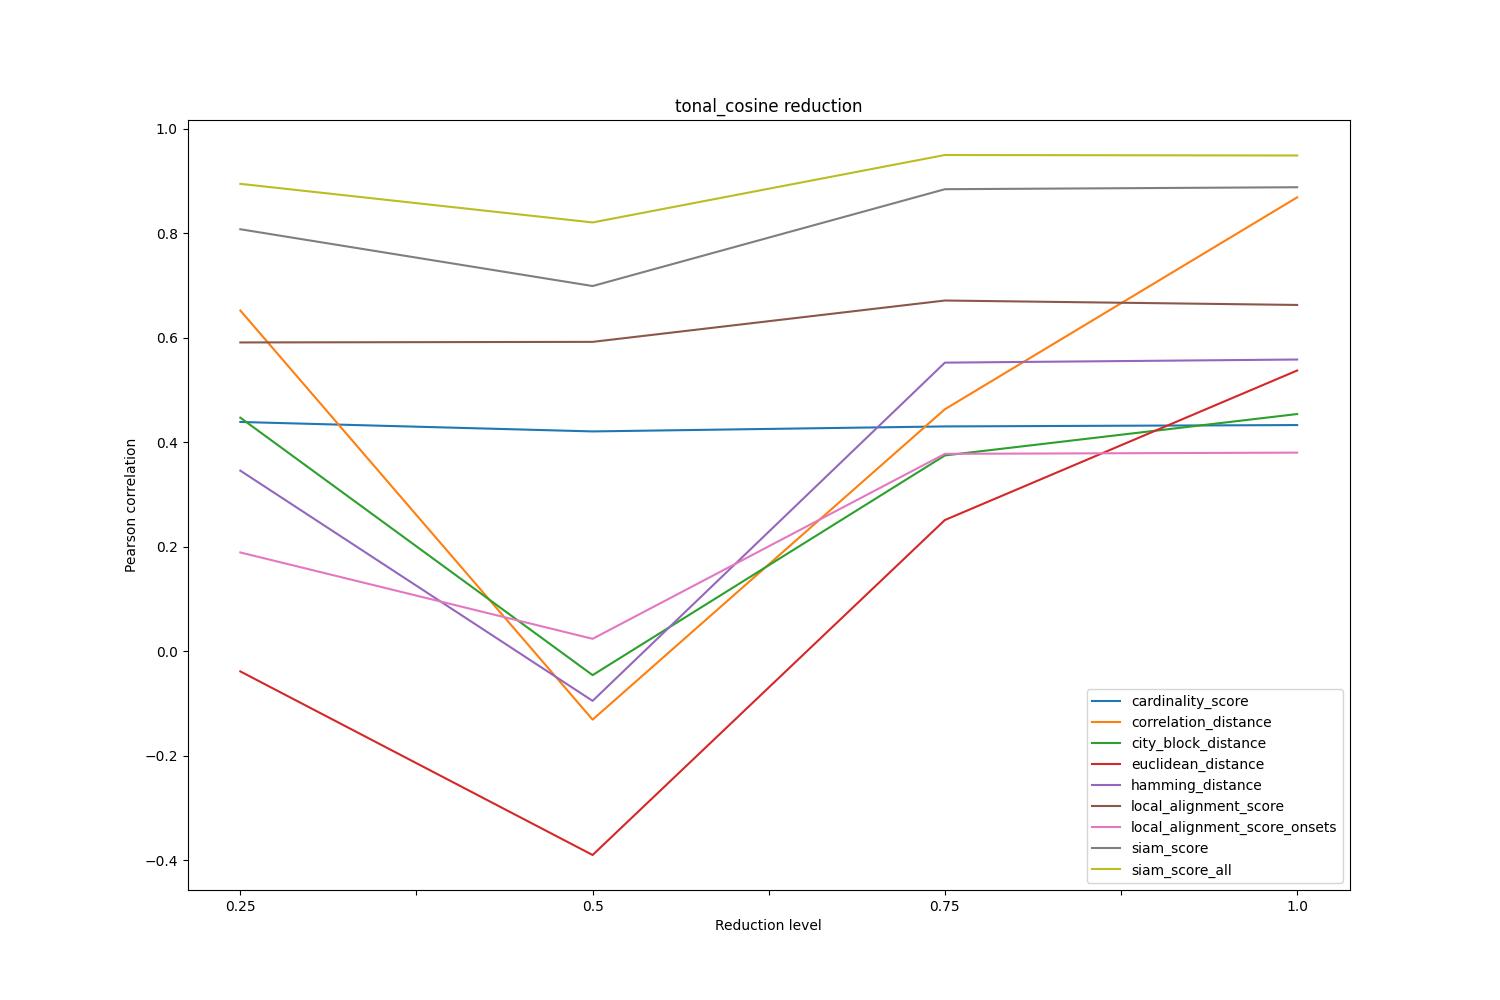 tonal_cosine reduction
1.0
0.8
0.6
0.4
0.2
0.0
−0.2
−0.4
Pearson correlation
0.25
0.5
0.75
1.0
Reduction level
cardinality_score
correlation_distance
city_block_distance
euclidean_distance
hamming_distance
local_alignment_score
local_alignment_score_onsets
siam_score
siam_score_all